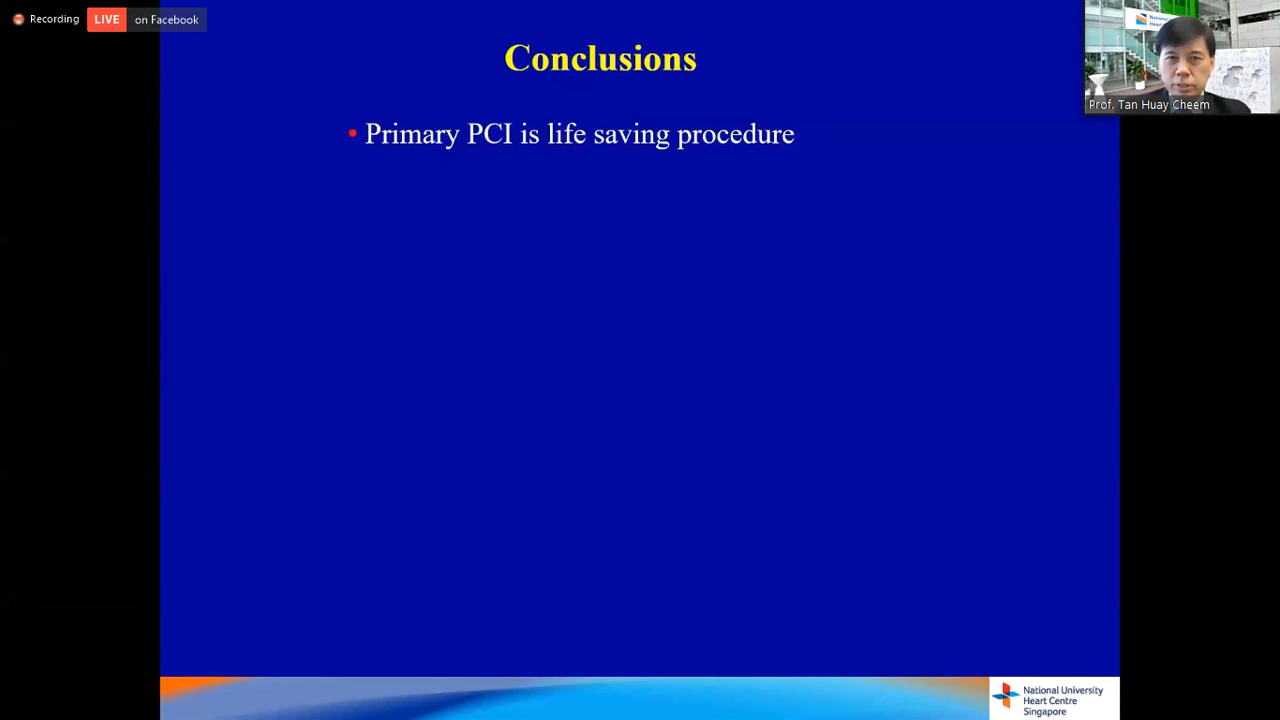 Recording
LIVE on Facebook
Conclusions
• Primary PCI is life saving procedure
Prof. Tan Huay Cheem
National University
Heart Centre
Singapore